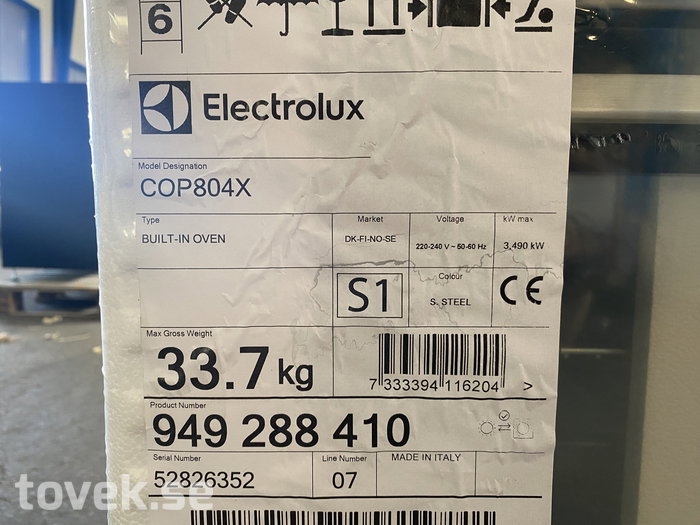 6
Electrolux
Model Designation
COP804X
Type Market Voltage kW max
BUILT-IN OVEN DK-FI-NO-SE 220-240 V ~ 50-60 Hz 3.490 kW
S1 Colour CE
S. STEEL
Max Gross Weight
33.7 kg 7 333394 116204 >
Product Number
949 288 410
Serial Number Line Number MADE IN ITALY
52826352 07
tovek.se